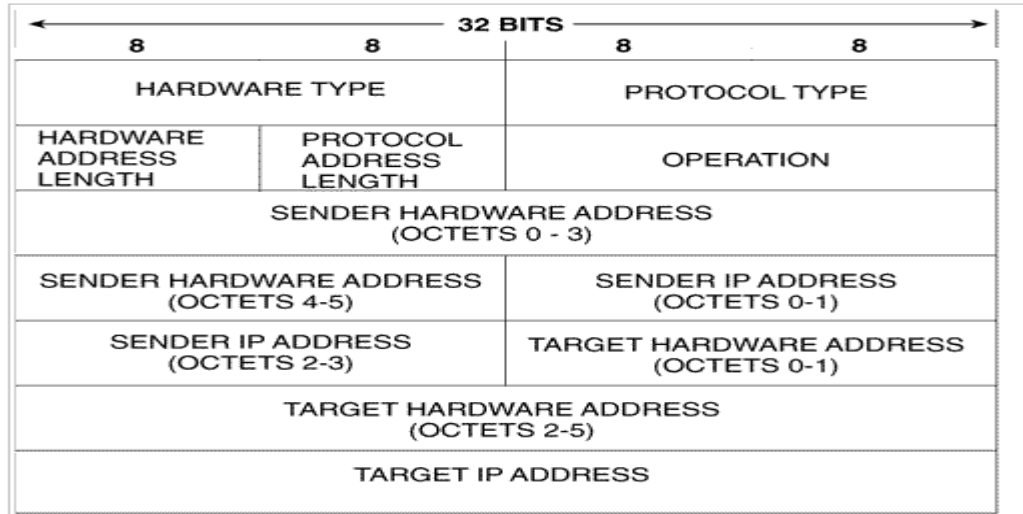 32 BITS
8 8 8 8
HARDWARE TYPE PROTOCOL TYPE
HARDWARE
ADDRESS
LENGTH
PROTOCOL
ADDRESS
LENGTH
OPERATION
SENDER HARDWARE ADDRESS
(OCTETS 0 - 3)
SENDER HARDWARE ADDRESS
(OCTETS 4-5)
SENDER IP ADDRESS
(OCTETS 0-1)
SENDER IP ADDRESS
(OCTETS 2-3)
TARGET HARDWARE ADDRESS
(OCTETS 0-1)
TARGET HARDWARE ADDRESS
(OCTETS 2-5)
TARGET IP ADDRESS